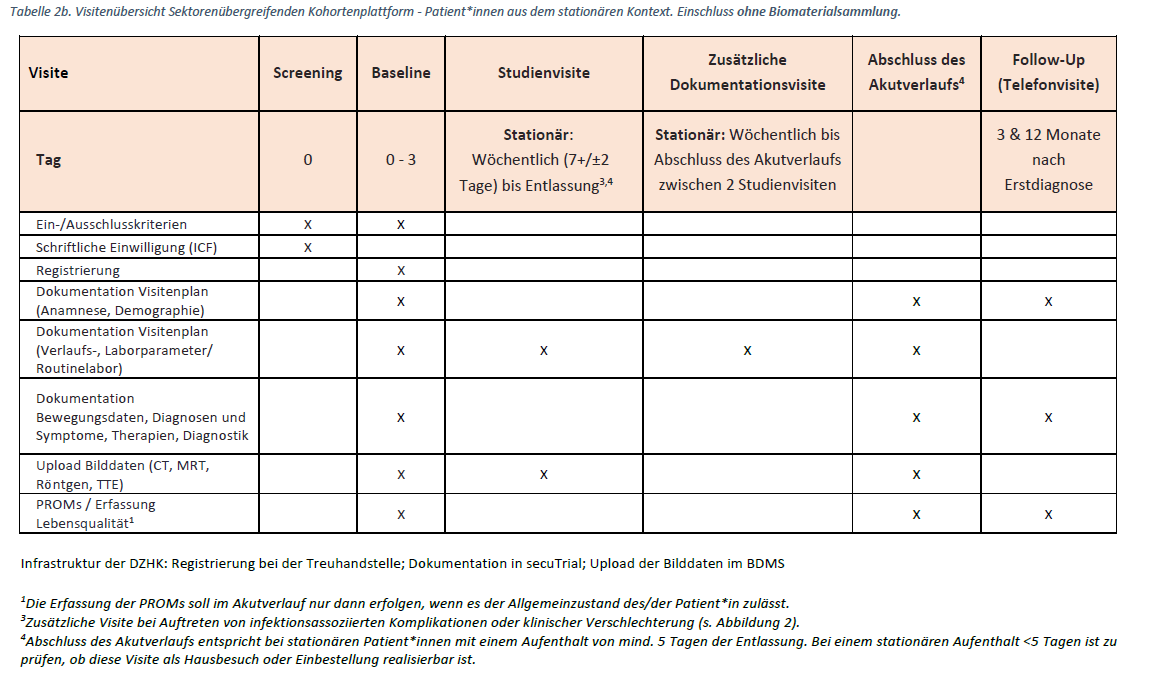 Tabelle 2b. Visitenübersicht Sektorenübergreifenden Kohortenplattform - Patient*innen aus dem stationären Kontext. Einschluss ohne Biomaterialsammlung.
Visite Screening Baseline Studienvisite Zusätzliche Dokumentationsvisite Abschluss des Akutverlaufs⁴ Follow-Up (Telefonvisite)
Tag 0 0 - 3 Stationär: Wöchentlich (7+/±2 Tage) bis Entlassung³,⁴ Stationär: Wöchentlich bis Abschluss des Akutverlaufs zwischen 2 Studienvisiten 3 & 12 Monate nach Erstdiagnose
Ein-/Ausschlusskriterien X X
Schriftliche Einwilligung (ICF) X
Registrierung X
Dokumentation Visitenplan (Anamnese, Demographie) X X X
Dokumentation Visitenplan (Verlaufs-, Laborparameter/ Routinelabor) X X X X
Dokumentation Bewegungsdaten, Diagnosen und Symptome, Therapien, Diagnostik X X X
Upload Bilddaten (CT, MRT, Röntgen, TTE) X X X
PROMs / Erfassung Lebensqualität¹ X X X
Infrastruktur der DZHK: Registrierung bei der Treuhandstelle; Dokumentation in secuTrial; Upload der Bilddaten im BDMS
¹Die Erfassung der PROMs soll im Akutverlauf nur dann erfolgen, wenn es der Allgemeinzustand des/der Patient*in zulässt.
³Zusätzliche Visite bei Auftreten von infektionsassoziierten Komplikationen oder klinischer Verschlechterung (s. Abbildung 2).
⁴Abschluss des Akutverlaufs entspricht bei stationären Patient*innen mit einem Aufenthalt von mind. 5 Tagen der Entlassung. Bei einem stationären Aufenthalt <5 Tagen ist zu
prüfen, ob diese Visite als Hausbesuch oder Einbestellung realisierbar ist.